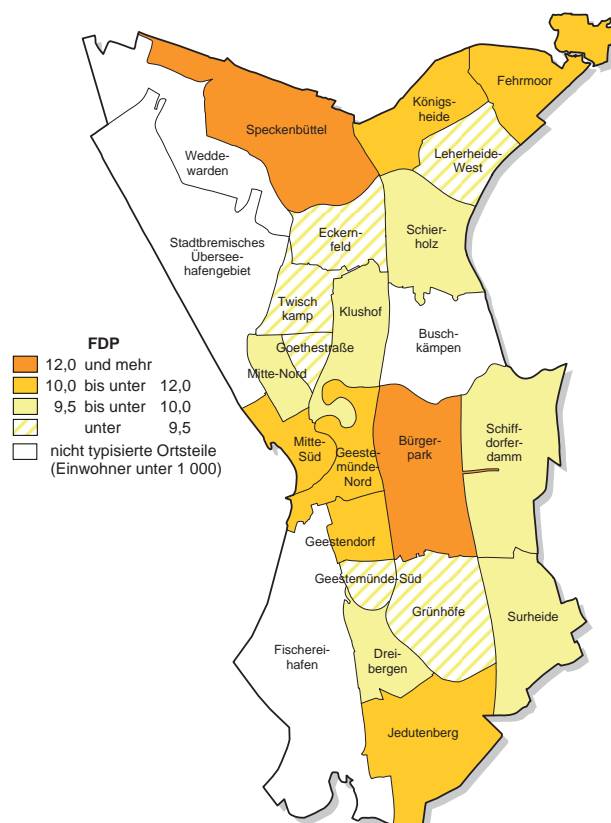 Fehrmoor
Königs-
heide
Speckenbüttel
Leherheide-
West
Wedde-
warden
Eckern-
feld
Schier-
holz
Stadtbremisches
Übersee-
hafengebiet
Twisch
kamp
Klushof
Busch-
kämpen
Goethestraße
Mitte-Nord
FDP
12,0 und mehr
10,0 bis unter 12,0
9,5 bis unter 10,0
unter 9,5
nicht typisierte Ortsteile
(Einwohner unter 1 000)
Mitte-
Süd
Geeste-
münde-
Nord
Bürger-
park
Schiff-
dorfer-
damm
Geestendorf
Geestemünde-Süd
Grünhöfe
Surheide
Fischerei-
hafen
Drei-
bergen
Jedutenberg